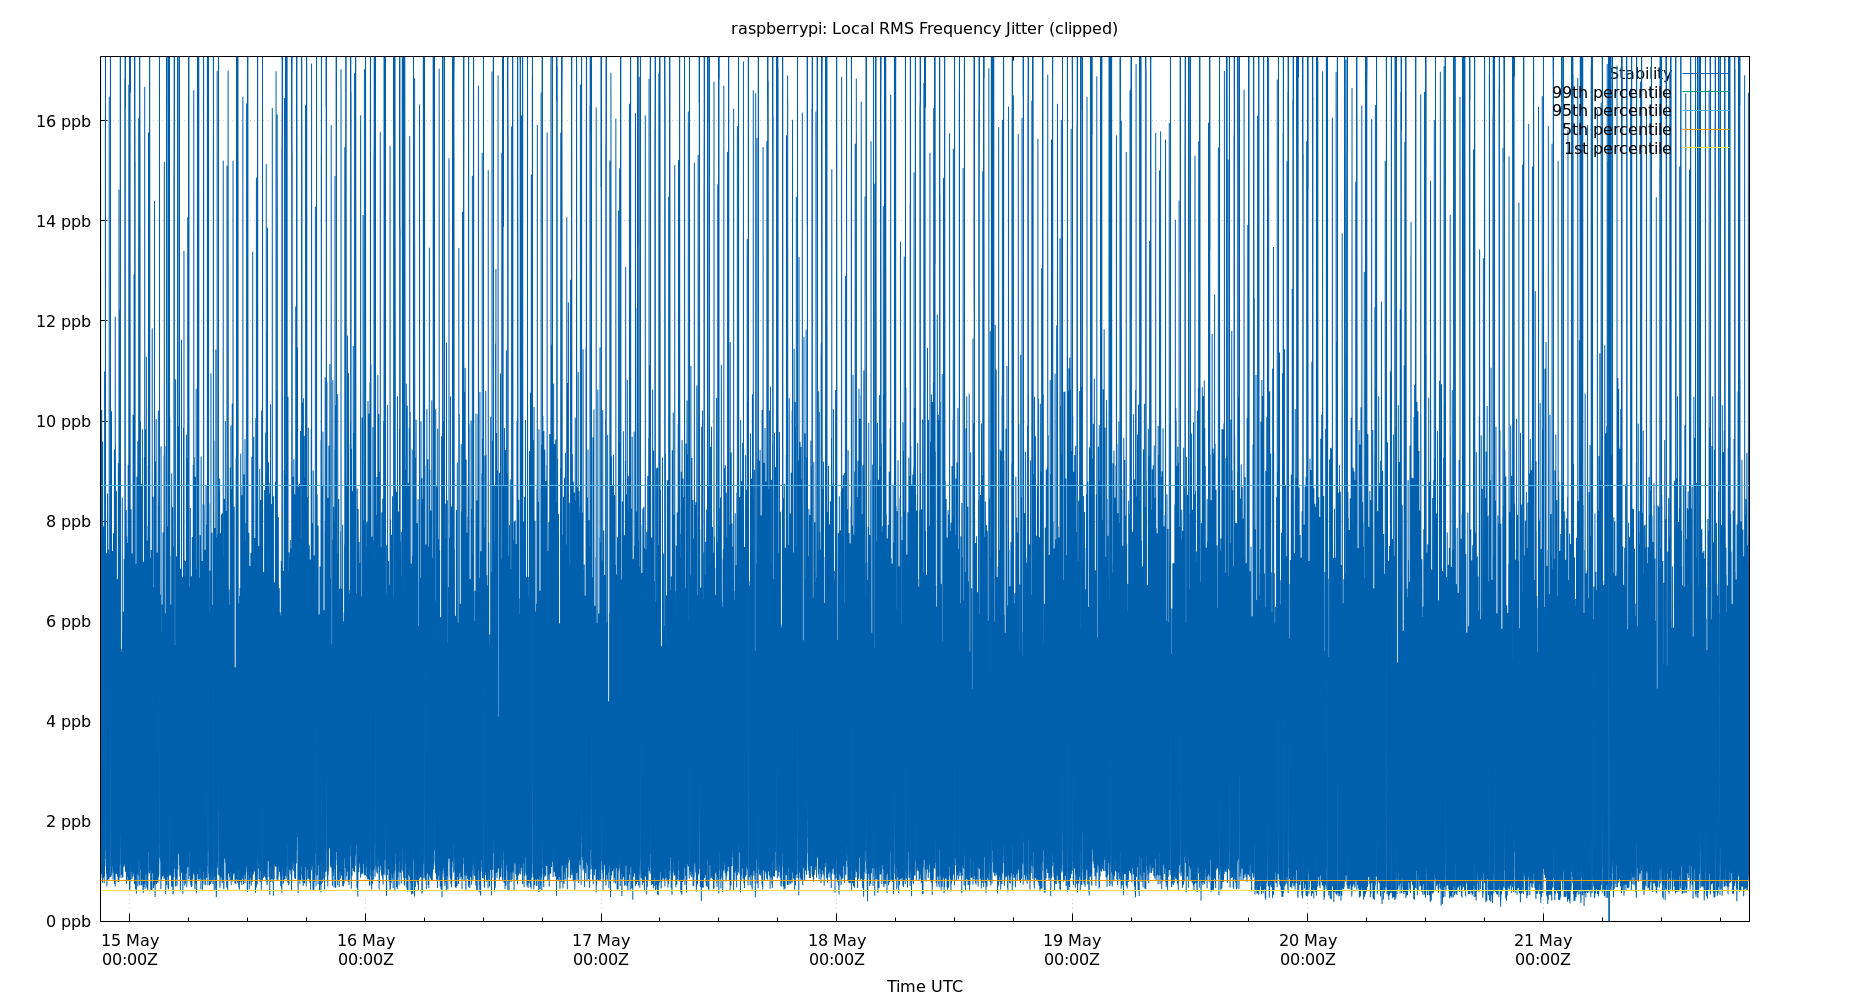 raspberrypi: Local RMS Frequency Jitter (clipped)
Stability
99th percentile
95th percentile
5th percentile
1st percentile
16 ppb
14 ppb
12 ppb
10 ppb
8 ppb
6 ppb
4 ppb
2 ppb
0 ppb
15 May 16 May 17 May 18 May 19 May 20 May 21 May
00:00Z 00:00Z 00:00Z 00:00Z 00:00Z 00:00Z 00:00Z
Time UTC